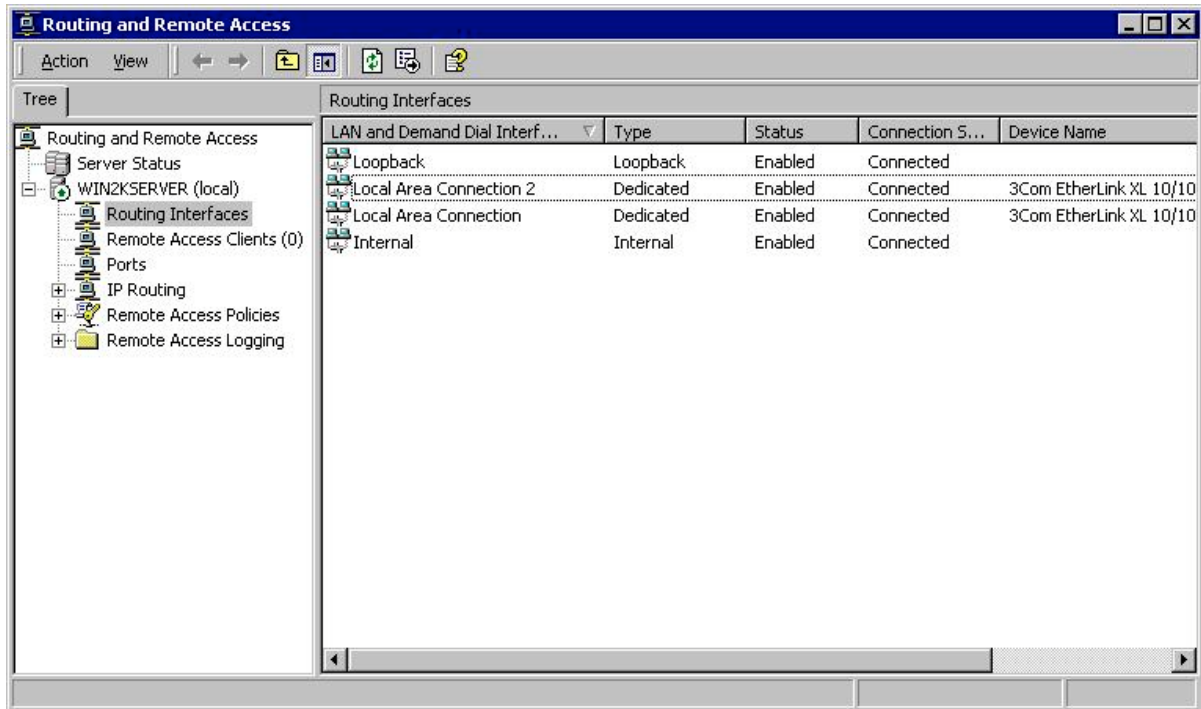 Routing and Remote Access
Action View
Tree
Routing Interfaces
Routing and Remote Access
Server Status
WIN2KSERVER (local)
Routing Interfaces
Remote Access Clients (0)
Ports
IP Routing
Remote Access Policies
Remote Access Logging
LAN and Demand Dial Interf... Type Status Connection S... Device Name
Loopback Loopback Enabled Connected
Local Area Connection 2 Dedicated Enabled Connected 3Com EtherLink XL 10/10
Local Area Connection Dedicated Enabled Connected 3Com EtherLink XL 10/10
Internal Internal Enabled Connected